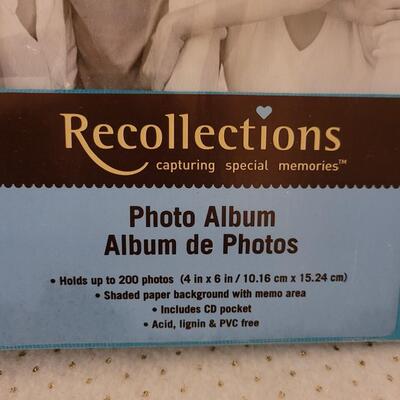 Recollections
capturing special memories™
Photo Album
Album de Photos
• Holds up to 200 photos (4 in x 6 in / 10.16 cm x 15.24 cm)
• Shaded paper background with memo area
• Includes CD pocket
• Acid, lignin & PVC free